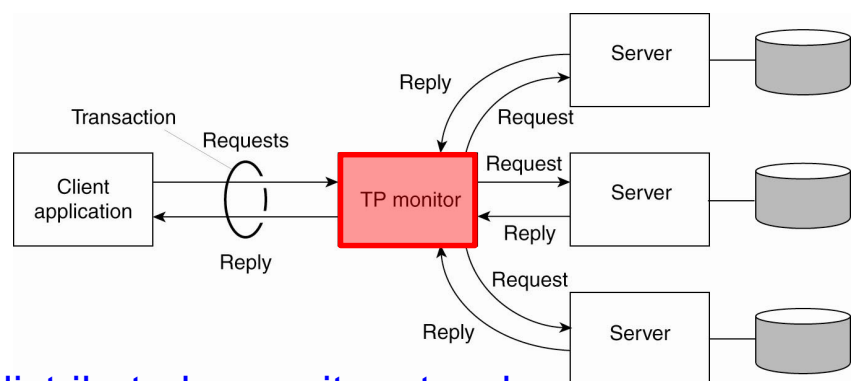 Server
Reply
Request
Transaction
Requests
Client
application
TP monitor
Request
Server
Reply
Reply
Request
Reply
Server